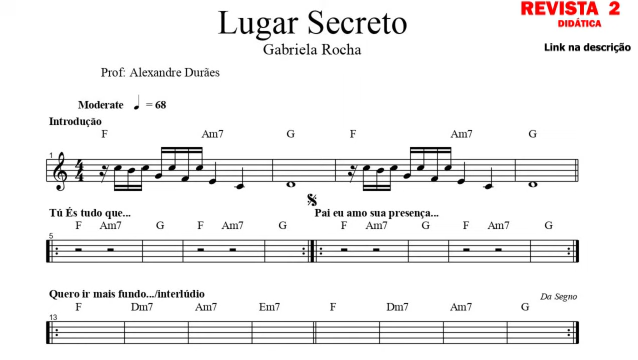 Lugar Secreto
REVISTA 2
DIDÁTICA
Gabriela Rocha
Link na descrição
Prof: Alexandre Durães
Moderate ♩ = 68
Introdução
F Am7 G F Am7 G
1
4
4
Tú És tudo que... Pai eu amo sua presença...
F Am7 G F Am7 G F Am7 G F Am7 G
5
Quero ir mais fundo.../interlúdio Da Segno
F Dm7 Am7 Em7 F Dm7 Am7 G
13